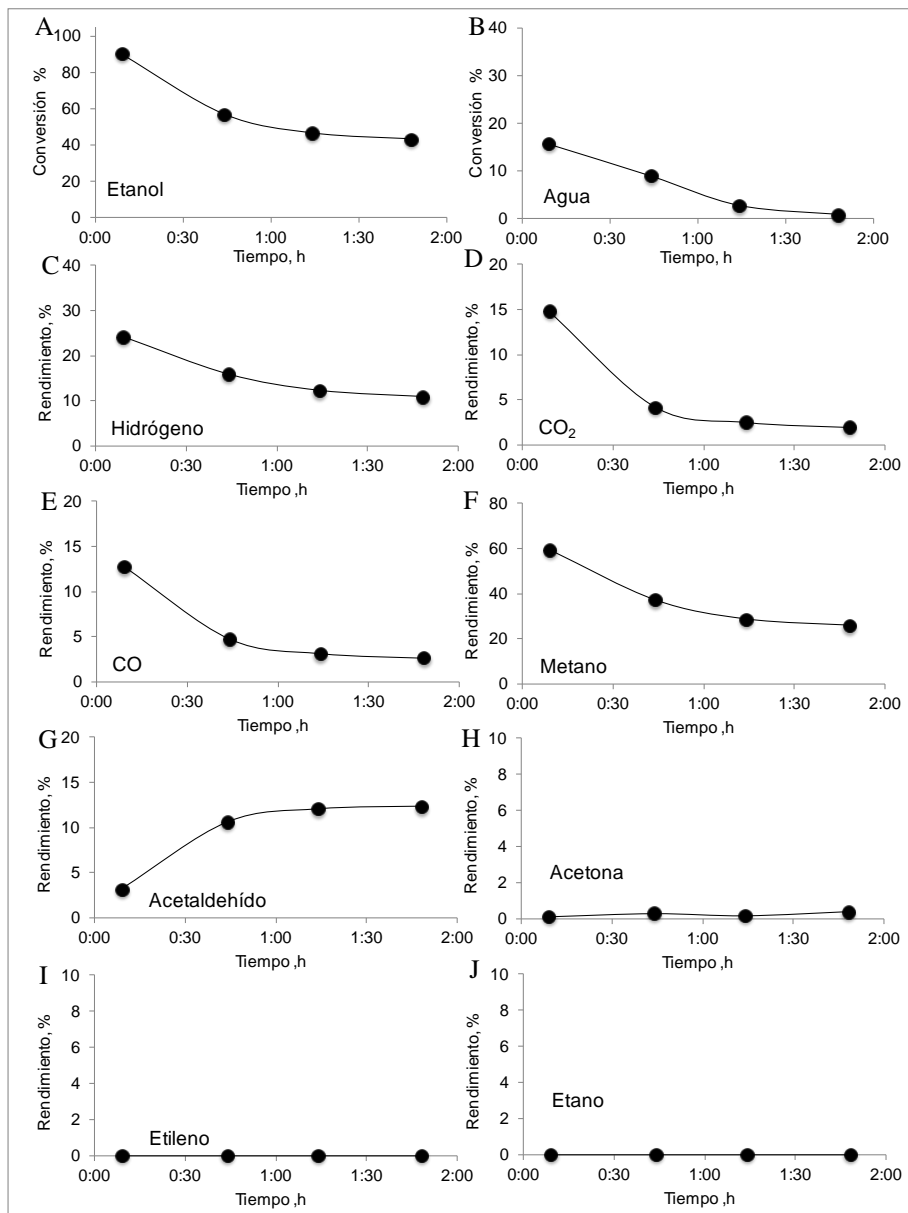 A
100
80
60
40
20
0
Conversión %
Etanol
0:00 0:30 1:00 1:30 2:00
Tiempo, h
B
40
30
20
10
0
Conversión %
Agua
0:00 0:30 1:00 1:30 2:00
Tiempo, h
C
40
30
20
10
0
Rendimiento, %
Hidrógeno
0:00 0:30 1:00 1:30 2:00
Tiempo ,h
D
20
15
10
5
0
Rendimiento, %
CO₂
0:00 0:30 1:00 1:30 2:00
Tiempo ,h
E
20
15
10
5
0
Rendimiento, %
CO
0:00 0:30 1:00 1:30 2:00
Tiempo ,h
F
80
60
40
20
0
Rendimiento, %
Metano
0:00 0:30 1:00 1:30 2:00
Tiempo ,h
G
20
15
10
5
0
Rendimiento, %
Acetaldehído
0:00 0:30 1:00 1:30 2:00
Tiempo ,h
H
10
8
6
4
2
0
Rendimiento, %
Acetona
0:00 0:30 1:00 1:30 2:00
Tiempo ,h
I
10
8
6
4
2
0
Rendimiento, %
Etileno
0:00 0:30 1:00 1:30 2:00
Tiempo ,h
J
10
8
6
4
2
0
Rendimiento, %
Etano
0:00 0:30 1:00 1:30 2:00
Tiempo ,h